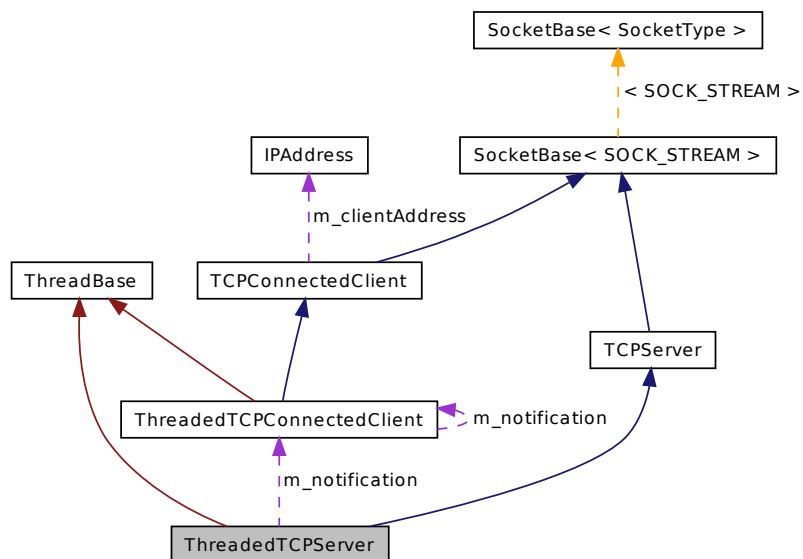 SocketBase< SocketType >
< SOCK_STREAM >
IPAddress
SocketBase< SOCK_STREAM >
m_clientAddress
ThreadBase
TCPConnectedClient
TCPServer
ThreadedTCPConnectedClient
m_notification
m_notification
ThreadedTCPServer